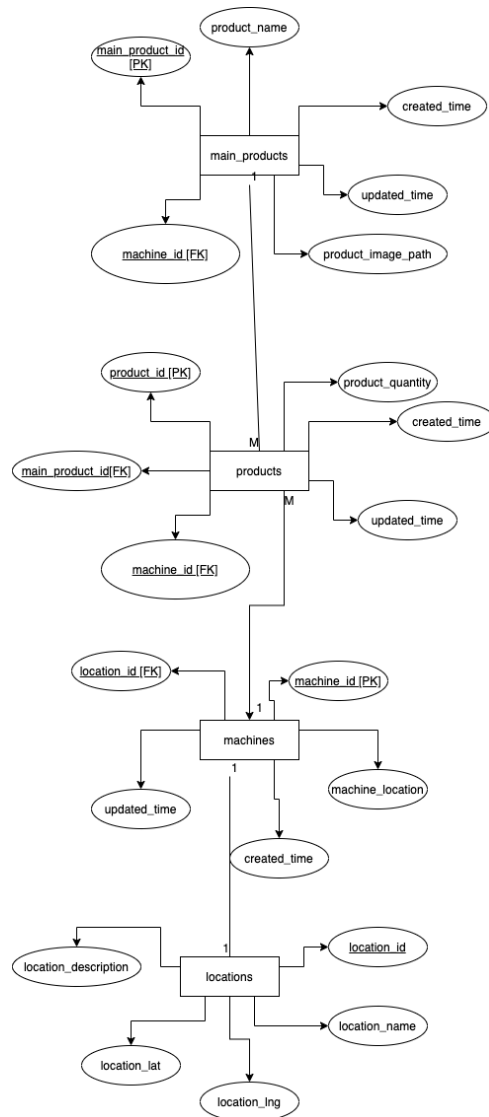 product_name
main_product_id
[PK]
created_time
main_products
1
updated_time
machine_id [FK]
product_image_path
product_id [PK]
product_quantity
created_time
M
main_product_id[FK]
products
M
updated_time
machine_id [FK]
location_id [FK]
machine_id [PK]
1
machines
1
machine_location
updated_time
created_time
1
location_id
location_description
locations
location_name
location_lat
location_lng